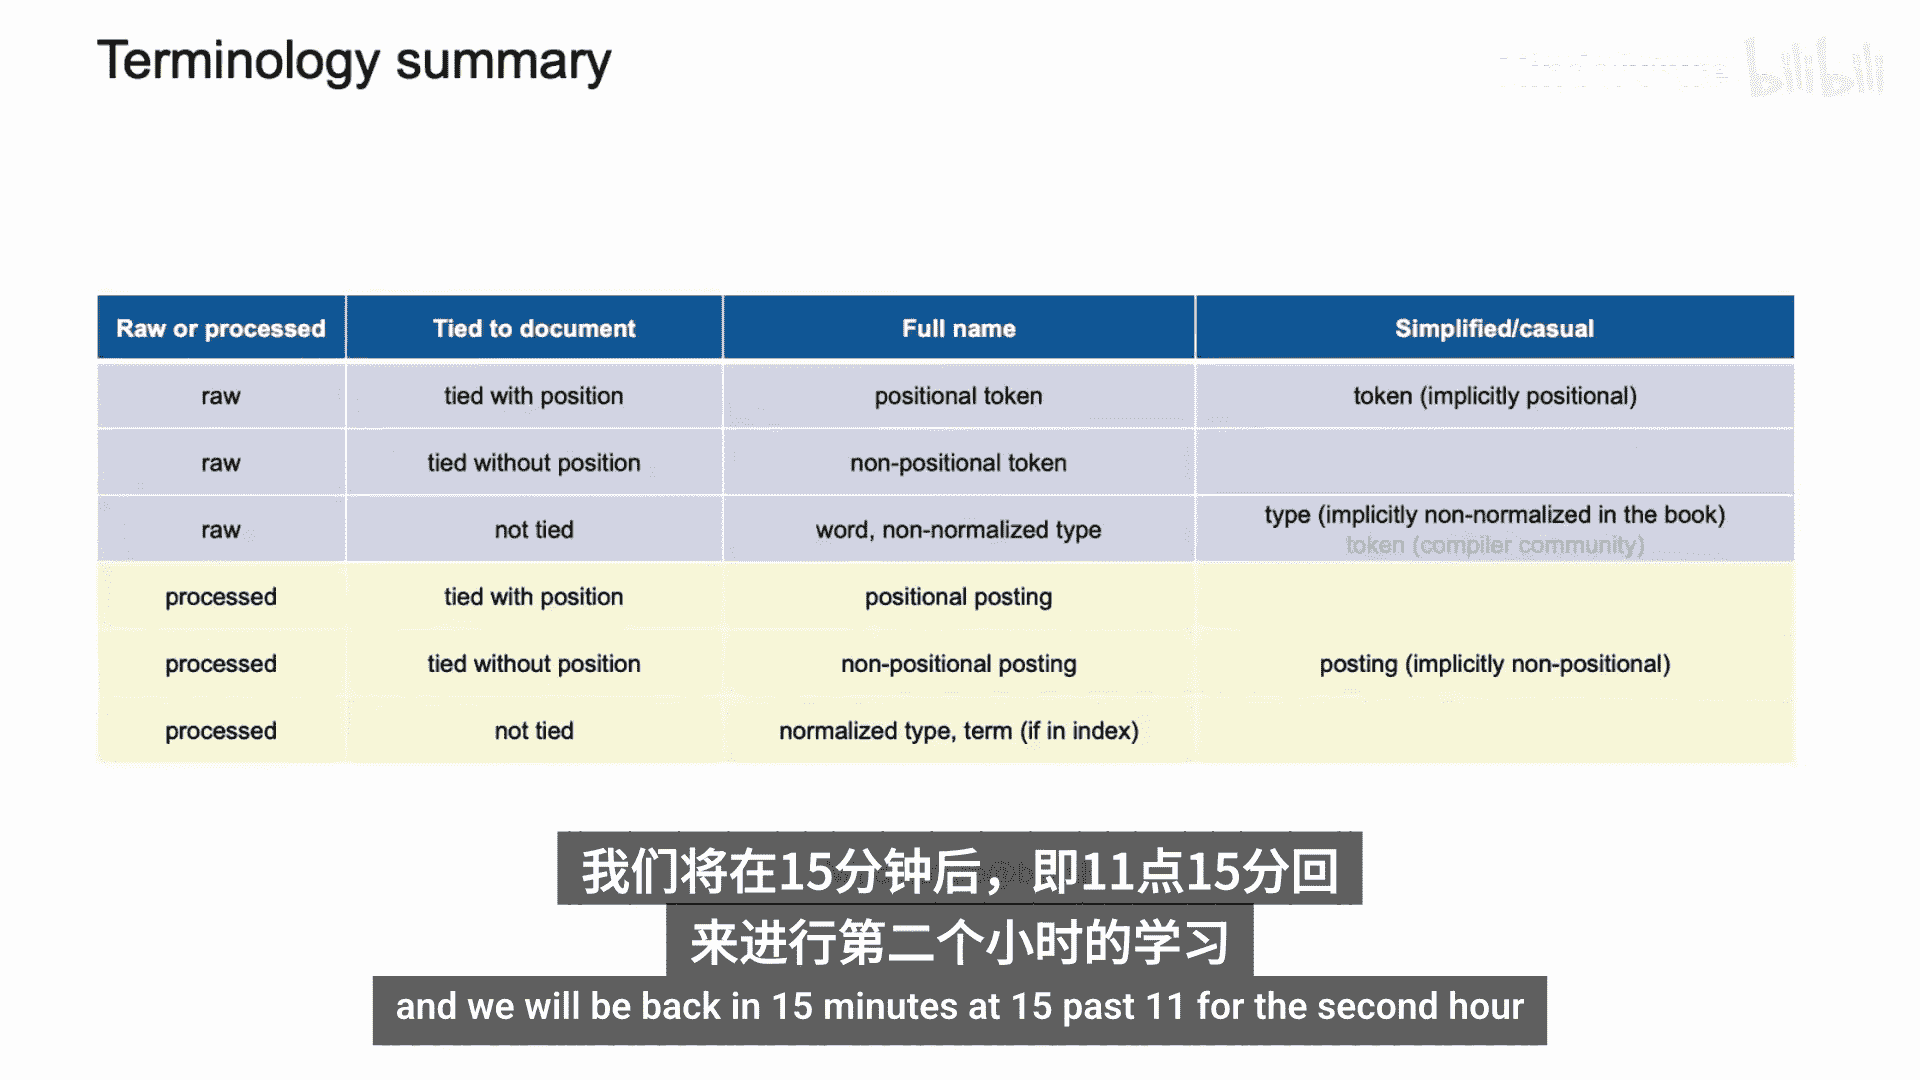 Terminology summary
bilibili
Raw or processed Tied to document Full name Simplified/casual
raw tied with position positional token token (implicitly positional)
raw tied without position non-positional token
raw not tied word, non-normalized type type (implicitly non-normalized in the book)
token (compiler community)
processed tied with position positional posting
processed tied without position non-positional posting posting (implicitly non-positional)
processed not tied normalized type, term (if in index)
我们将在15分钟后，即11点15分回
来进行第二个小时的学习
and we will be back in 15 minutes at 15 past 11 for the second hour